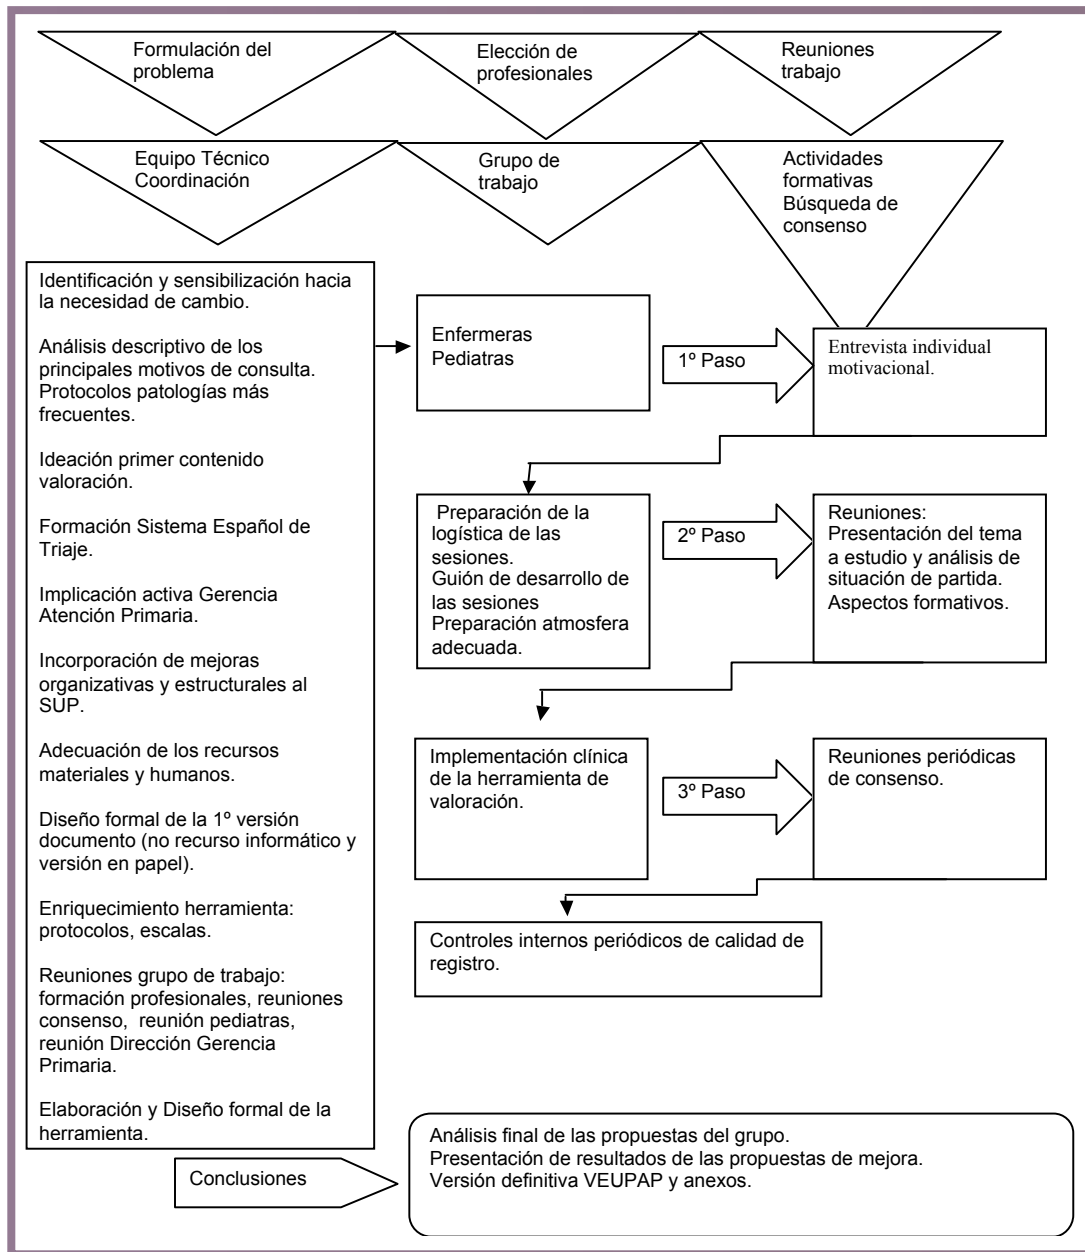 Formulación del
problema
Elección de
profesionales
Reuniones
trabajo
Equipo Técnico
Coordinación
Grupo de
trabajo
Actividades
formativas
Búsqueda de
consenso
Identificación y sensibilización hacia
la necesidad de cambio.
Análisis descriptivo de los
principales motivos de consulta.
Protocolos patologías más
frecuentes.
Ideación primer contenido
valoración.
Formación Sistema Español de
Triaje.
Implicación activa Gerencia
Atención Primaria.
Incorporación de mejoras
organizativas y estructurales al
SUP.
Adecuación de los recursos
materiales y humanos.
Diseño formal de la 1º versión
documento (no recurso informático y
versión en papel).
Enriquecimiento herramienta:
protocolos, escalas.
Reuniones grupo de trabajo:
formación profesionales, reuniones
consenso, reunión pediatras,
reunión Dirección Gerencia
Primaria.
Elaboración y Diseño formal de la
herramienta.
Enfermeras
Pediatras
1º Paso
Entrevista individual
motivacional.
Preparación de la
logística de las
sesiones.
Guión de desarrollo de
las sesiones
Preparación atmosfera
adecuada.
2º Paso
Reuniones:
Presentación del tema
a estudio y análisis de
situación de partida.
Aspectos formativos.
Implementación clínica
de la herramienta de
valoración.
3º Paso
Reuniones periódicas
de consenso.
Controles internos periódicos de calidad de
registro.
Conclusiones
Análisis final de las propuestas del grupo.
Presentación de resultados de las propuestas de mejora.
Versión definitiva VEUPAP y anexos.